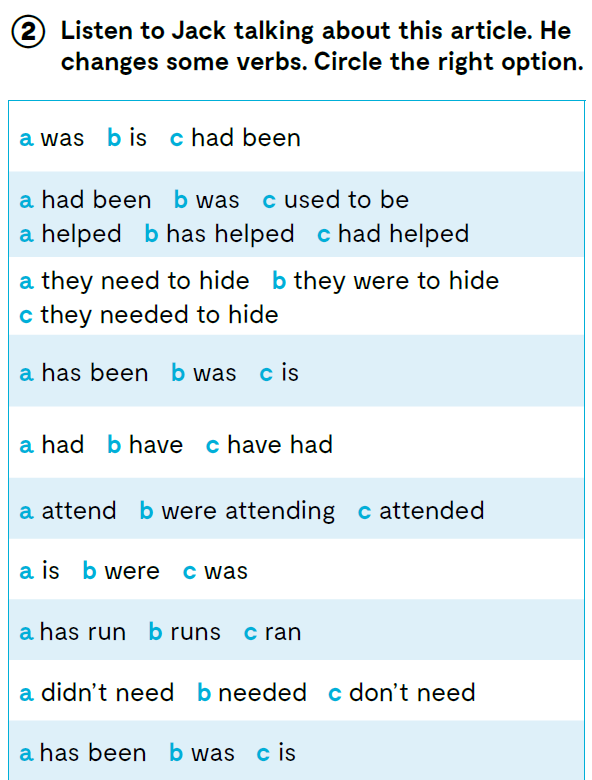 2 Listen to Jack talking about this article. He
changes some verbs. Circle the right option.
a was b is c had been
a had been b was c used to be
a helped b has helped c had helped
a they need to hide b they were to hide
c they needed to hide
a has been b was c is
a had b have c have had
a attend b were attending c attended
a is b were c was
a has run b runs c ran
a didn’t need b needed c don’t need
a has been b was c is